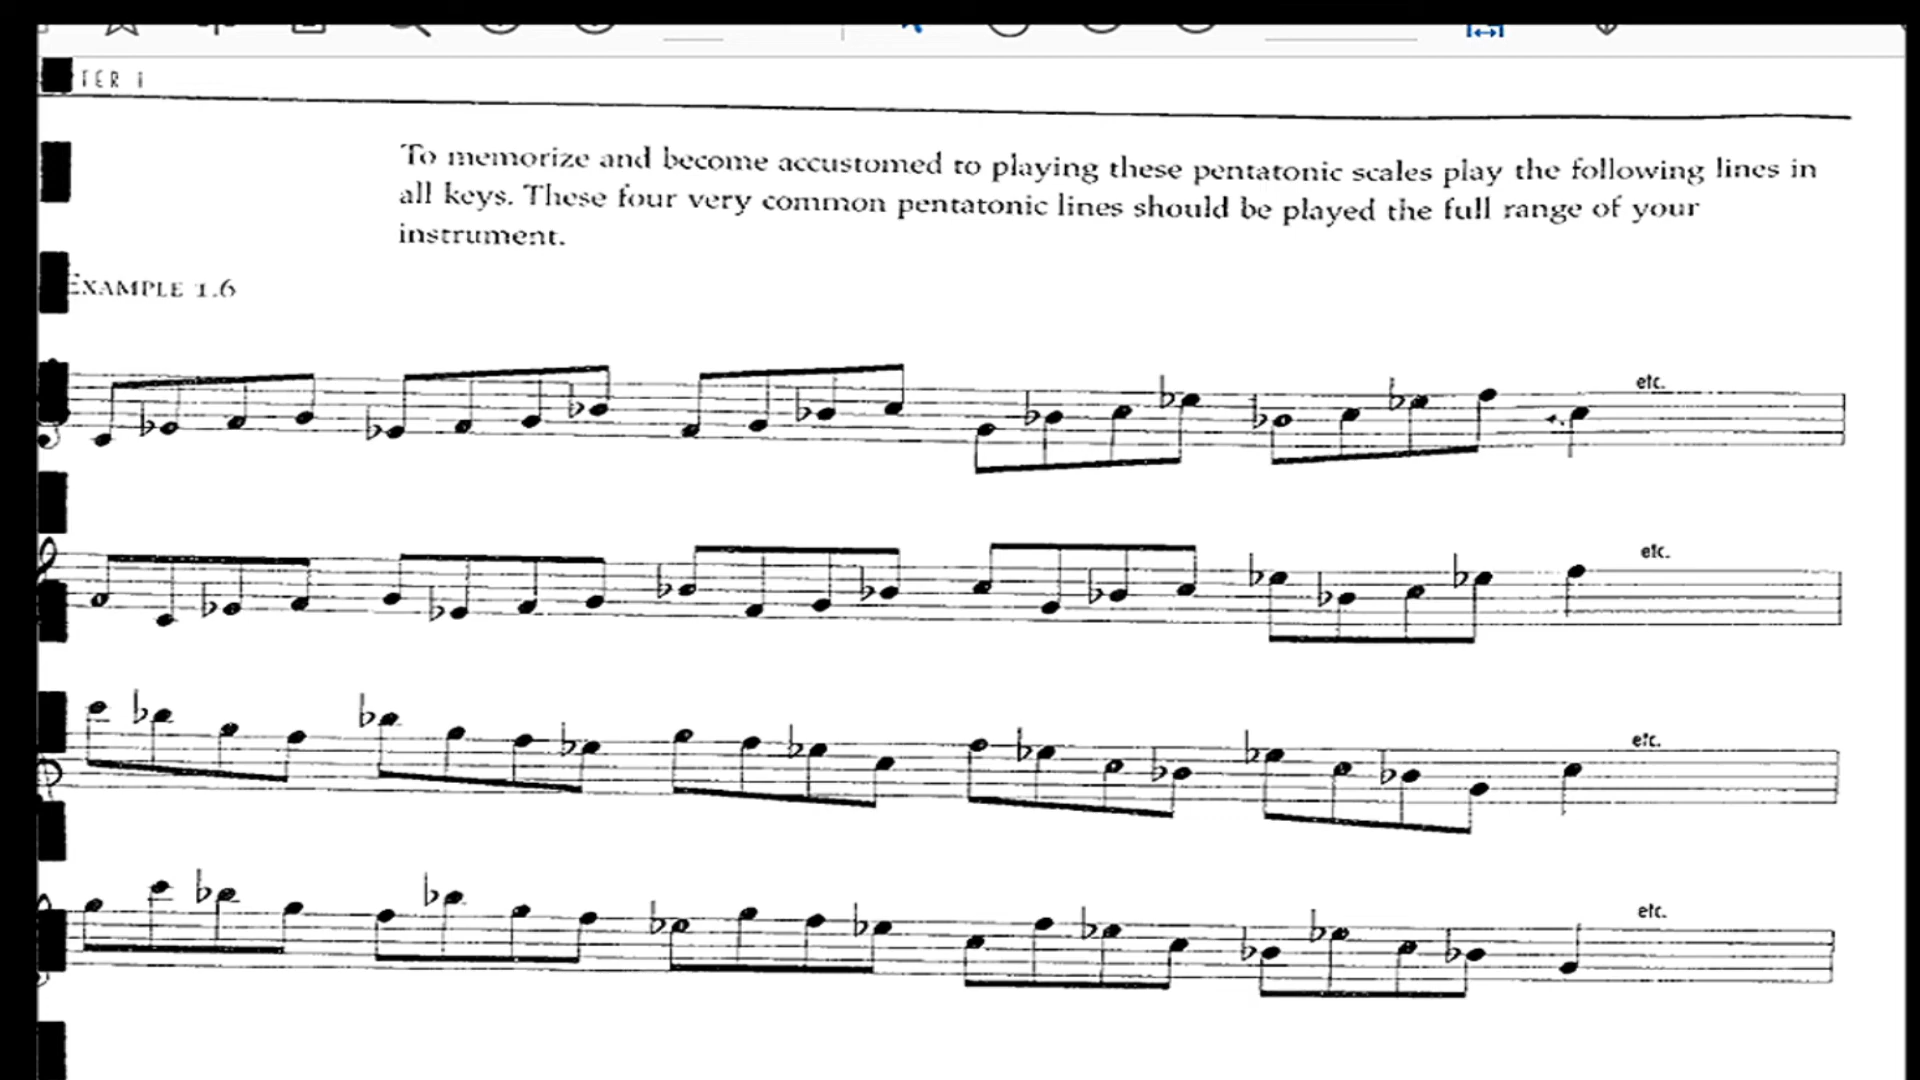 TER 1
To memorize and become accustomed to playing these pentatonic scales play the following lines in
all keys. These four very common pentatonic lines should be played the full range of your
instrument.
EXAMPLE 1.6
etc.
etc.
etc.
etc.